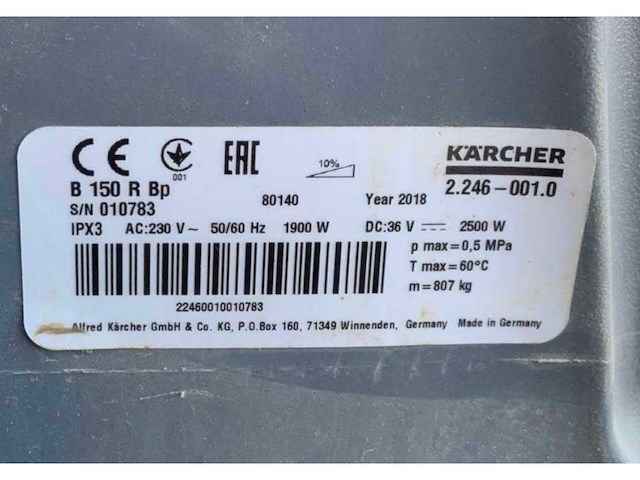 CE 001 EAC 10% KÄRCHER
B 150 R Bp 80140 Year 2018 2.246-001.0
S/N 010783
IPX3 AC:230 V ~ 50/60 Hz 1900 W DC:36 V ⎓ 2500 W
p max=0,5 MPa
T max=60°C
m=807 kg
22460010010783
Alfred Kärcher GmbH & Co. KG, P.O.Box 160, 71349 Winnenden, Germany Made in Germany